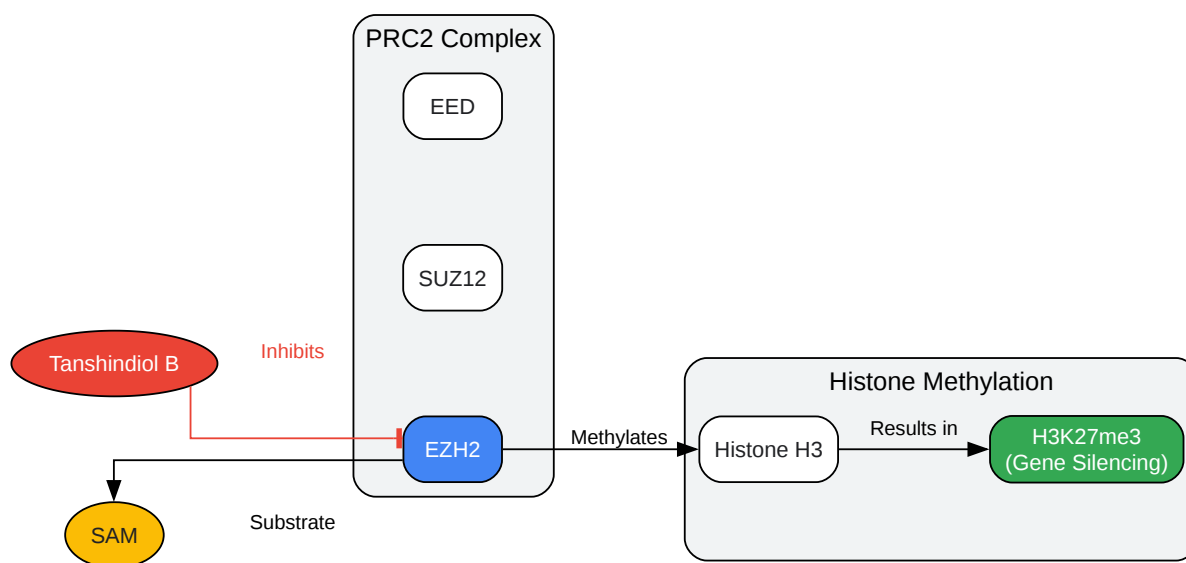 PRC2 Complex
EED
SUZ12
Tanshindiol B
Inhibits
EZH2
Methylates
Substrate
SAM
Histone Methylation
Histone H3
Results in
H3K27me3
(Gene Silencing)